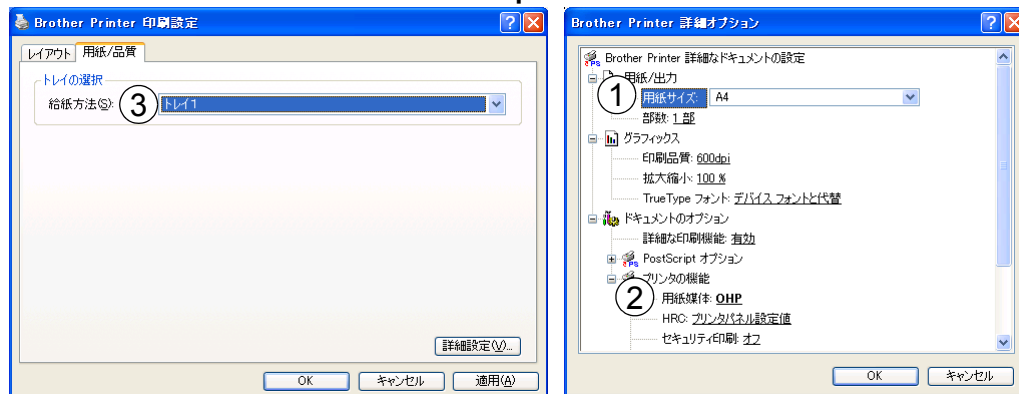 Brother Printer 印刷設定
レイアウト 用紙/品質
トレイの選択
給紙方法(S): ③ トレイ1
詳細設定(V)...
OK キャンセル 適用(A)
Brother Printer 詳細オプション
Brother Printer 詳細なドキュメントの設定
用紙/出力
① 用紙サイズ: A4
部数: 1 部
グラフィックス
印刷品質: 600dpi
拡大縮小: 100 %
TrueType フォント: デバイス フォントと代替
ドキュメントのオプション
詳細な印刷機能: 有効
PostScript オプション
プリンタの機能
② 用紙媒体: OHP
HRC: プリンタパネル設定値
セキュリティ印刷: オフ
OK キャンセル